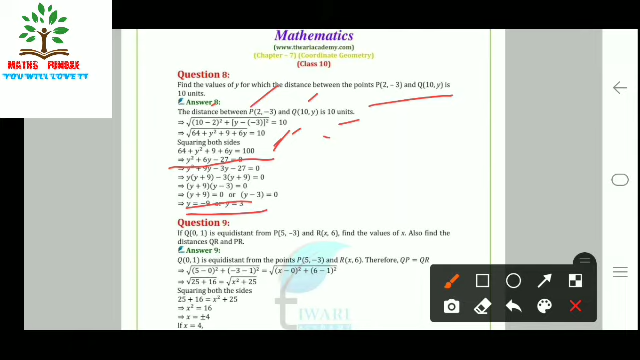 MATHS FUMBLE
YOU WILL LOVE IT
Mathematics
(www.tiwariacademy.com)
(Chapter – 7) (Coordinate Geometry)
(Class 10)
Question 8:
Find the values of y for which the distance between the points P(2, – 3) and Q(10, y) is
10 units.
Answer 8:
The distance between P(2, −3) and Q(10, y) is 10 units.
⇒ √(10 − 2)² + [y − (−3)]² = 10
⇒ √64 + y² + 9 + 6y = 10
Squaring both sides
64 + y² + 9 + 6y = 100
⇒ y² + 6y − 27 = 0
⇒ y² + 9y − 3y − 27 = 0
⇒ y(y + 9) − 3(y + 9) = 0
⇒ (y + 9)(y − 3) = 0
⇒ (y + 9) = 0 or (y − 3) = 0
⇒ y = −9 or y = 3
Question 9:
If Q(0, 1) is equidistant from P(5, –3) and R(x, 6), find the values of x. Also find the
distances QR and PR.
Answer 9:
Q(0, 1) is equidistant from the points P(5, −3) and R(x, 6). Therefore, QP = QR
⇒ √(5 − 0)² + (−3 − 1)² = √(x − 0)² + (6 − 1)²
⇒ √25 + 16 = √x² + 25
Squaring both the sides
25 + 16 = x² + 25
⇒ x² = 16
⇒ x = ±4
If x = 4,
TIWARI